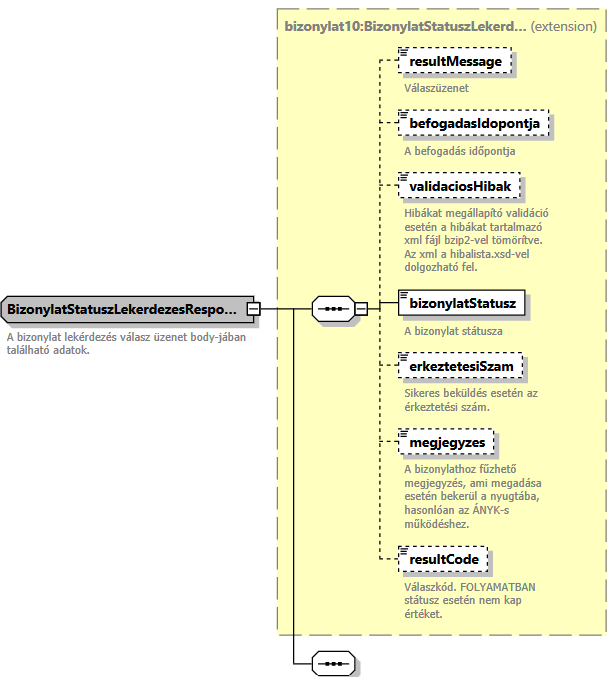 bizonylat10:BizonylatStatuszLekerd... (extension)
resultMessage
Válaszüzenet
befogadasIdopontja
A befogadás időpontja
validaciosHibak
Hibákat megállapító validáció
esetén a hibákat tartalmazó
xml fájl bzip2-vel tömörítve.
Az xml a hibalista.xsd-vel
dolgozható fel.
BizonylatStatuszLekerdezesRespo...
A bizonylat lekérdezés válasz üzenet body-jában
található adatok.
bizonylatStatusz
A bizonylat státusza
erkeztetesiSzam
Sikeres beküldés esetén az
érkeztetési szám.
megjegyzes
A bizonylathoz fűzhető
megjegyzés, ami megadása
esetén bekerül a nyugtába,
hasonlóan az ÁNYK-s
működéshez.
resultCode
Válaszkód. FOLYAMATBAN
státusz esetén nem kap
értéket.